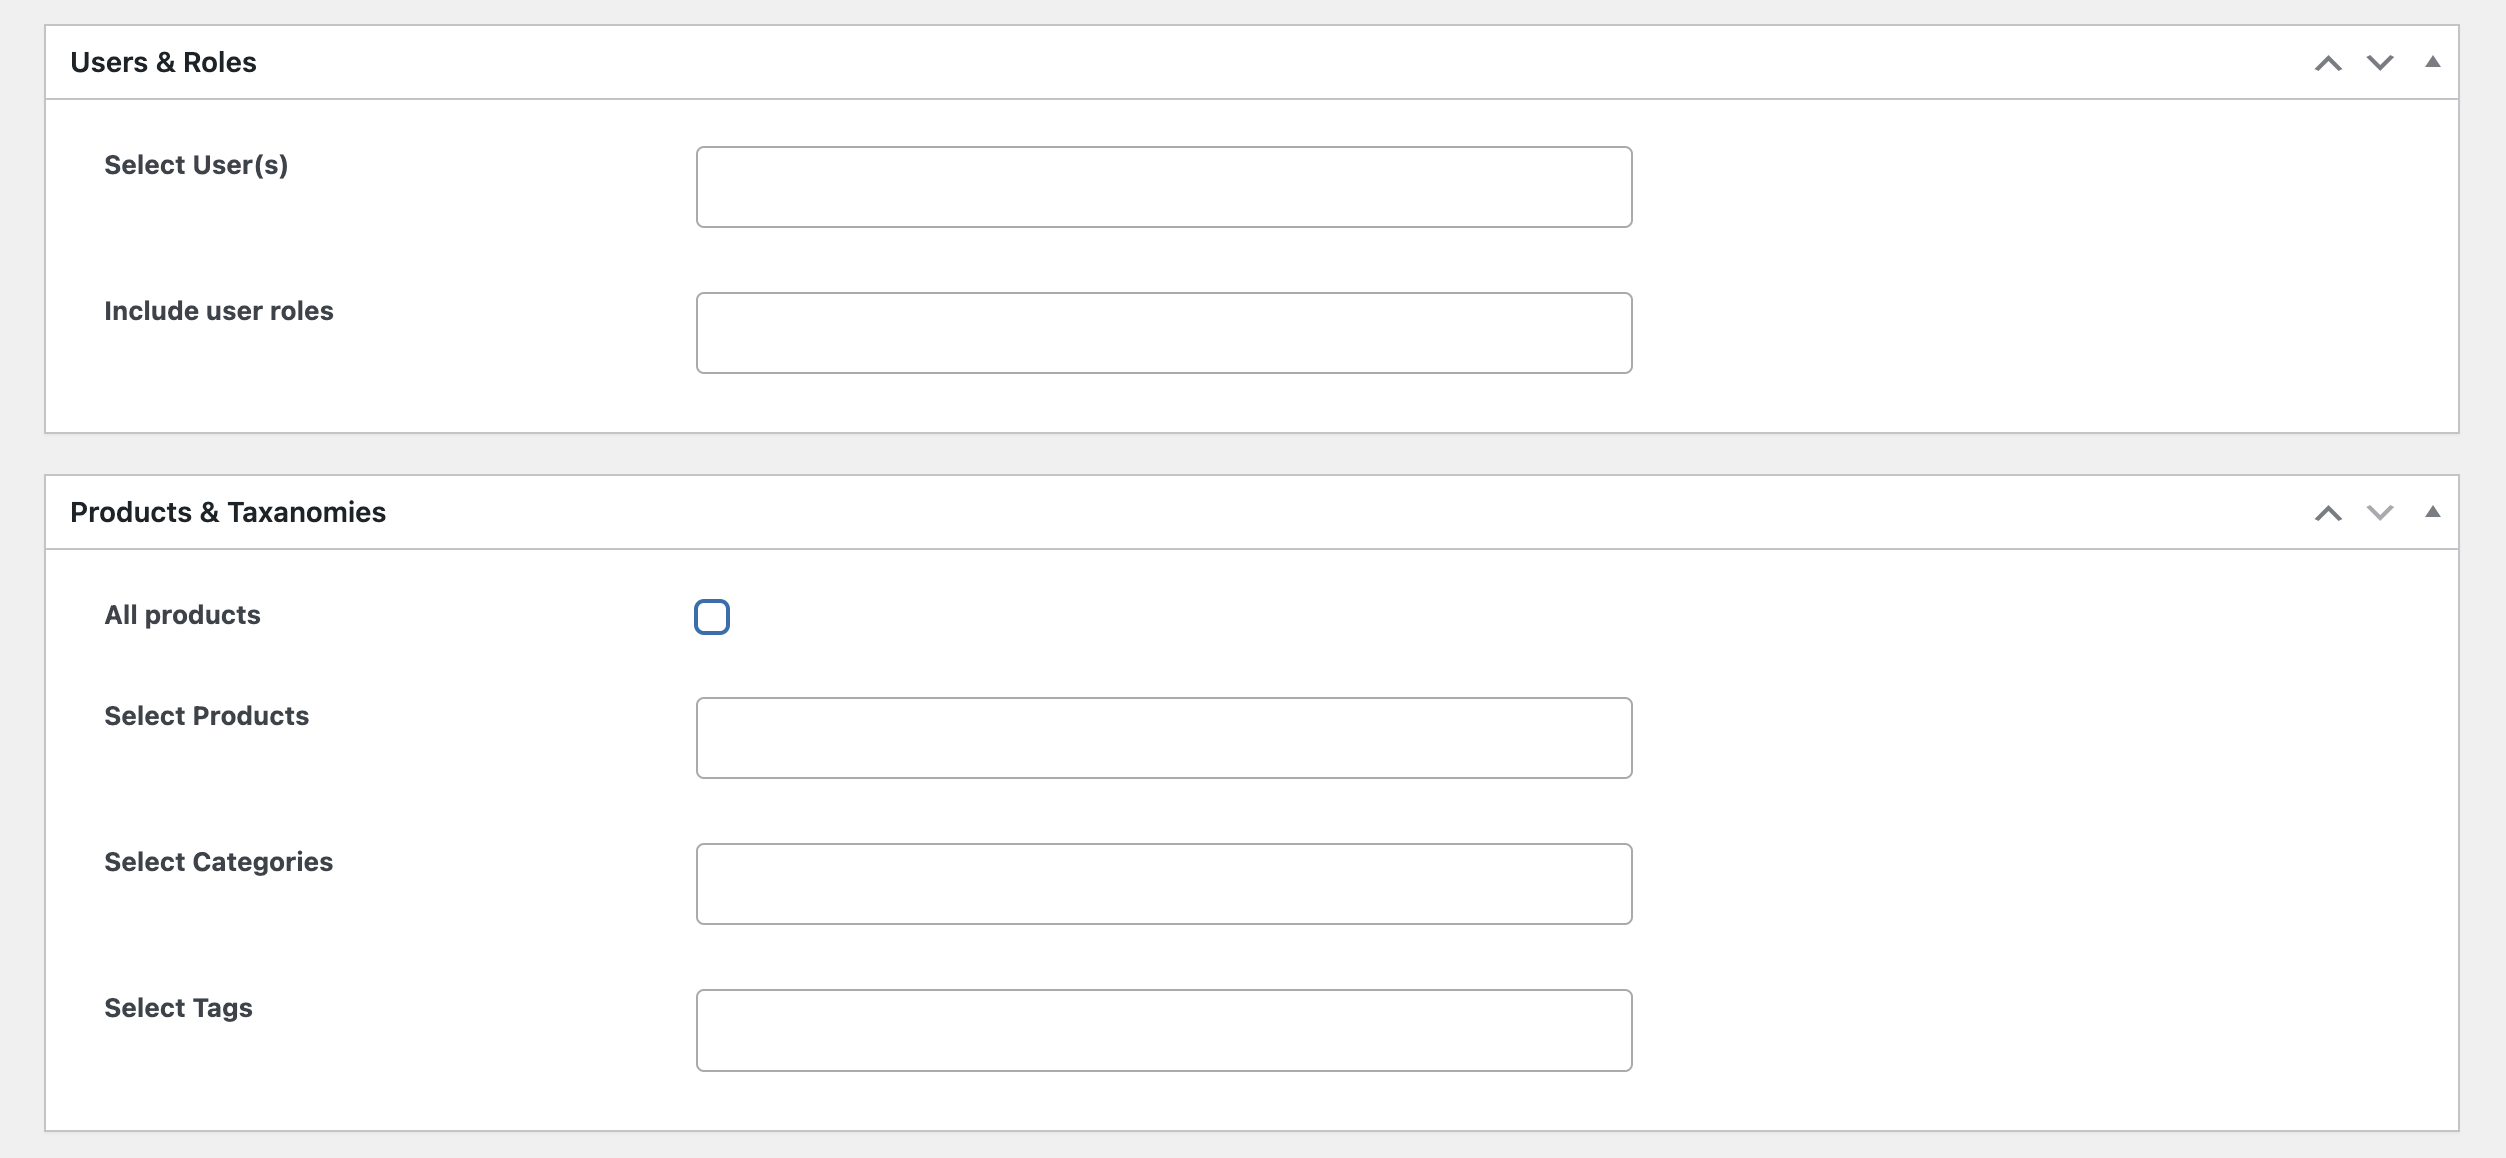 Users & Roles
Select User(s)
Include user roles
Products & Taxanomies
All products
Select Products
Select Categories
Select Tags